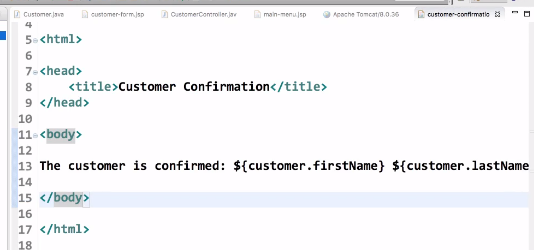 Customer.java customer-form.jsp CustomerController.jav main-menu.jsp Apache Tomcat/8.0.36 customer-confirmatio
4
5 <html>
6
7 <head>
8 <title>Customer Confirmation</title>
9 </head>
10
11 <body>
12
13 The customer is confirmed: ${customer.firstName} ${customer.lastName
14
15 </body>
16
17 </html>
18